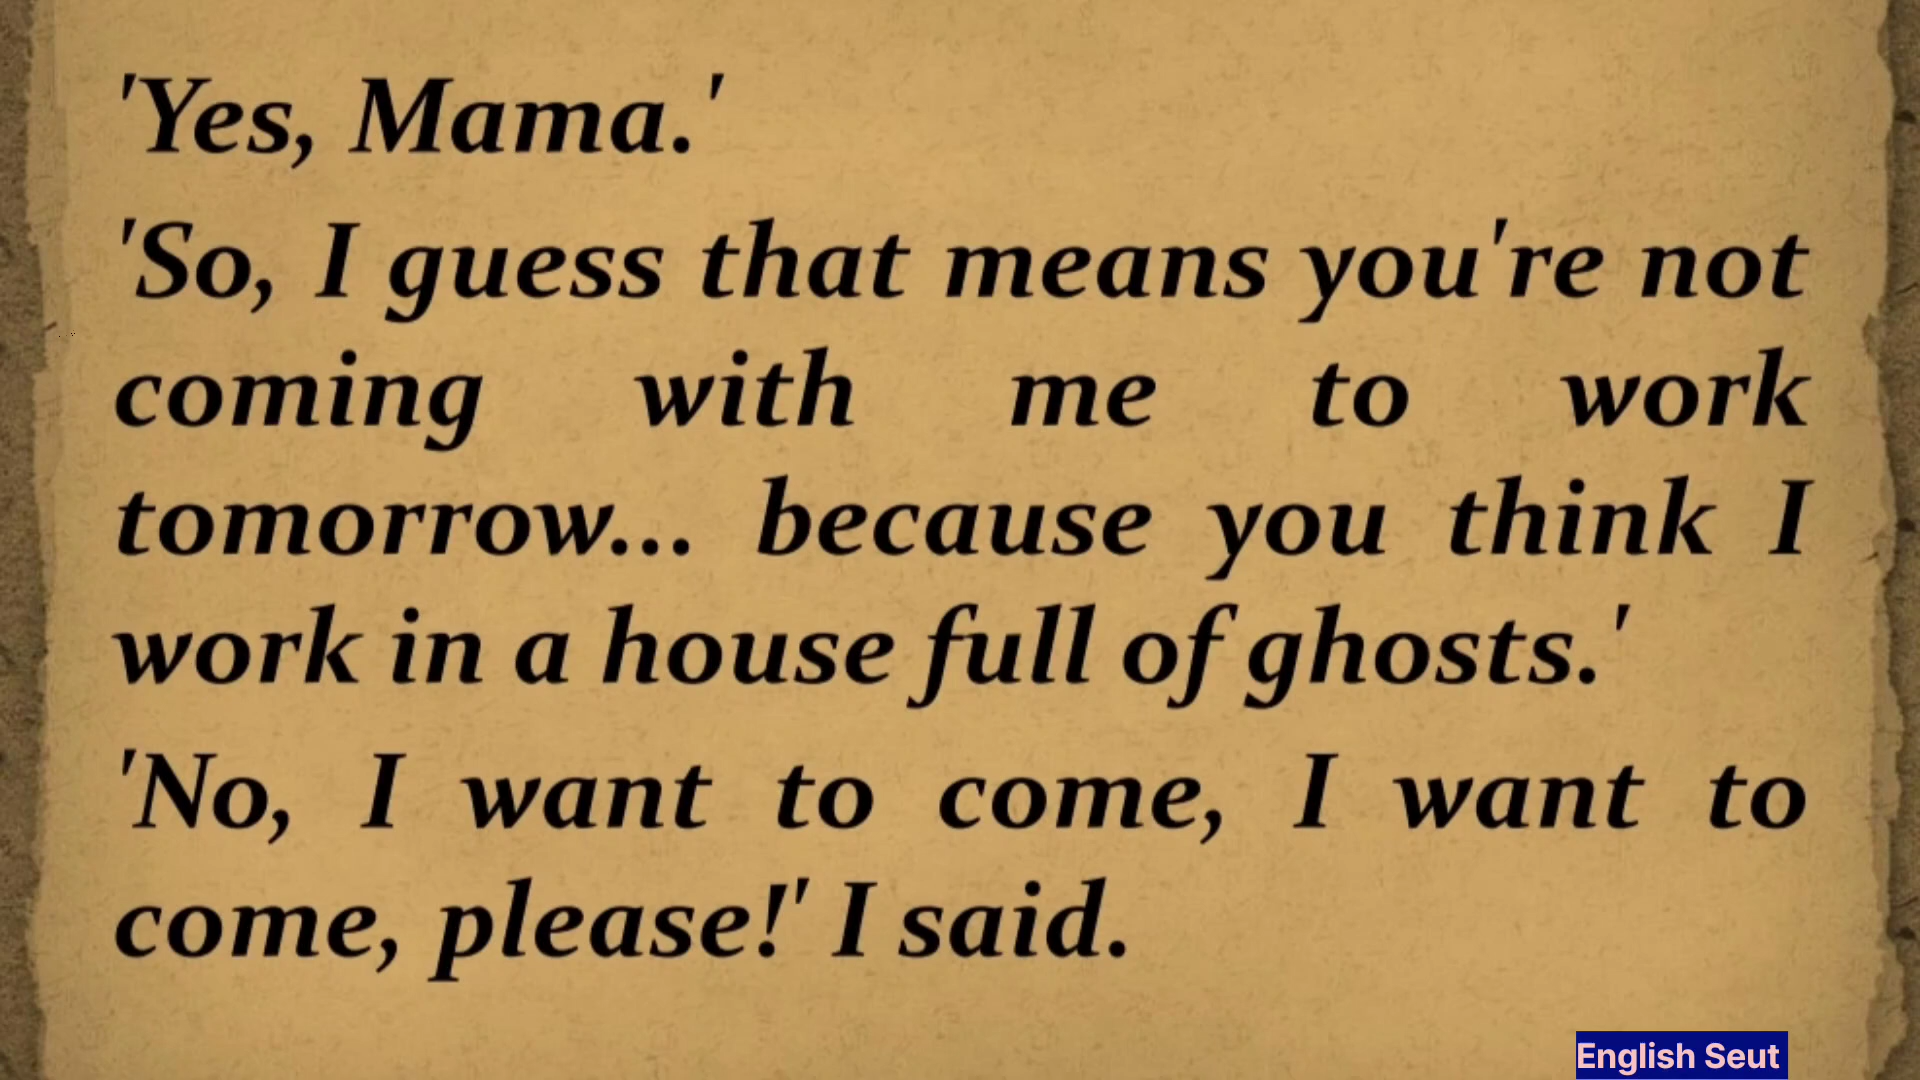 'Yes, Mama.'
'So, I guess that means you're not
coming with me to work
tomorrow... because you think I
work in a house full of ghosts.'
'No, I want to come, I want to
come, please!' I said.
English Seut